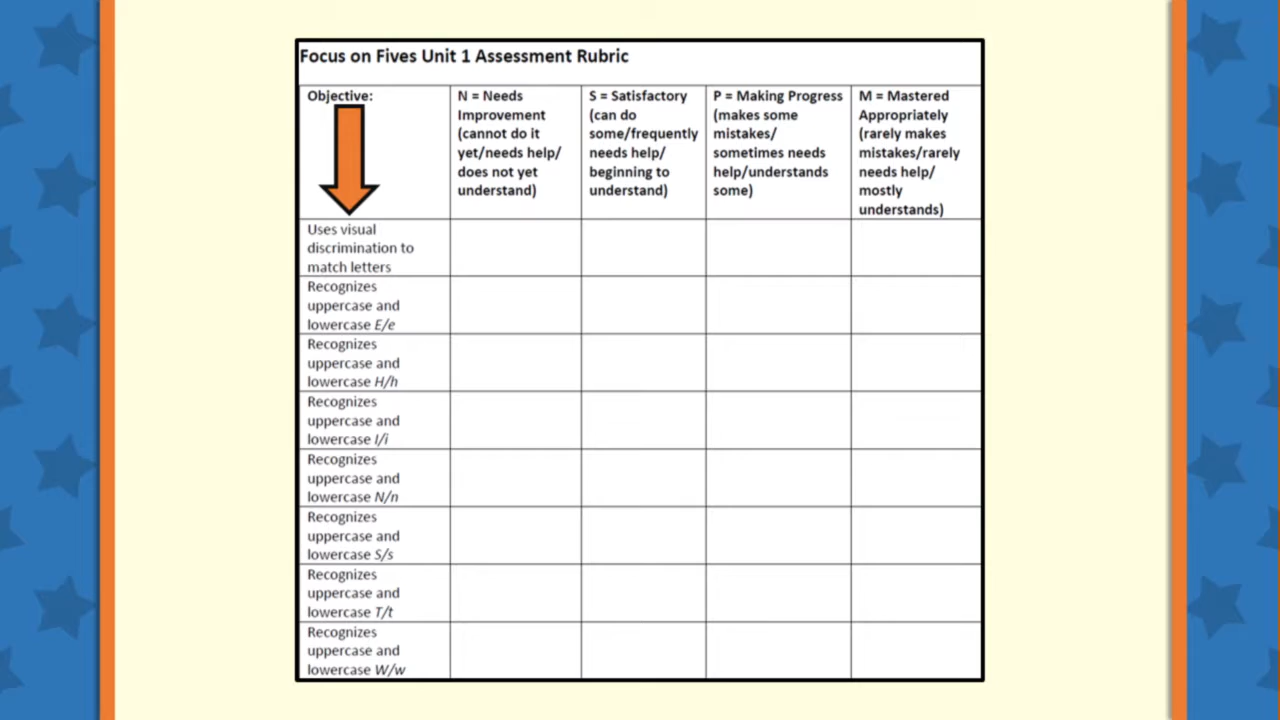 Focus on Fives Unit 1 Assessment Rubric
Objective:
N = Needs
Improvement
(cannot do it
yet/needs help/
does not yet
understand)
S = Satisfactory
(can do
some/frequently
needs help/
beginning to
understand)
P = Making Progress
(makes some
mistakes/
sometimes needs
help/understands
some)
M = Mastered
Appropriately
(rarely makes
mistakes/rarely
needs help/
mostly
understands)
Uses visual
discrimination to
match letters
Recognizes
uppercase and
lowercase E/e
Recognizes
uppercase and
lowercase H/h
Recognizes
uppercase and
lowercase I/i
Recognizes
uppercase and
lowercase N/n
Recognizes
uppercase and
lowercase S/s
Recognizes
uppercase and
lowercase T/t
Recognizes
uppercase and
lowercase W/w